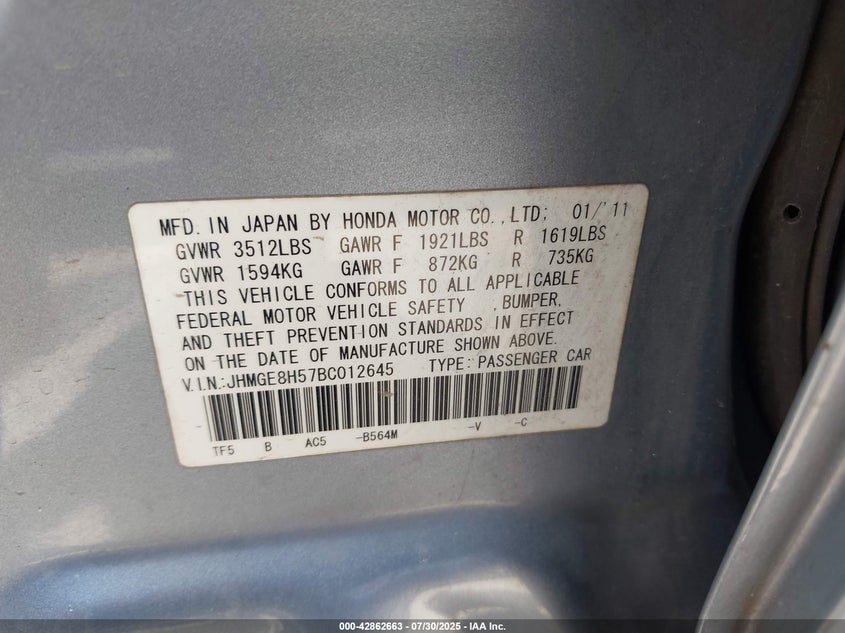 MFD. IN JAPAN BY HONDA MOTOR CO.,LTD; 01/'11
GVWR 3512LBS GAWR F 1921LBS R 1619LBS
GVWR 1594KG GAWR F 872KG R 735KG
THIS VEHICLE CONFORMS TO ALL APPLICABLE
FEDERAL MOTOR VEHICLE SAFETY ,BUMPER,
AND THEFT PREVENTION STANDARDS IN EFFECT
ON THE DATE OF MANUFACTURE SHOWN ABOVE.
V.I.N.:JHMGE8H57BC012645 TYPE:PASSENGER CAR
TF5 B AC5 -B564M -V -C
000-42862663 — 07/30/2025 - IAA Inc.